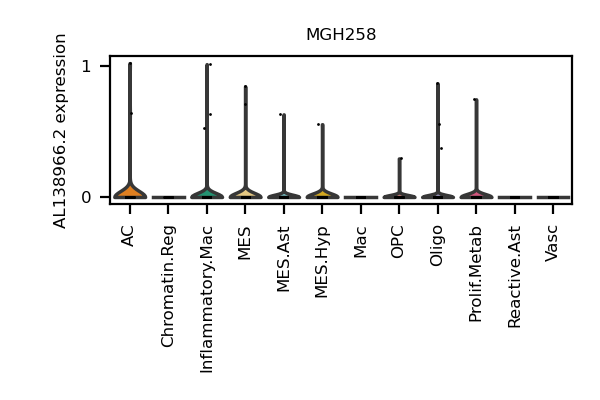 MGH258
AL138966.2 expression
1
0
AC
Chromatin.Reg
Inflammatory.Mac
MES
MES.Ast
MES.Hyp
Mac
OPC
Oligo
Prolif.Metab
Reactive.Ast
Vasc